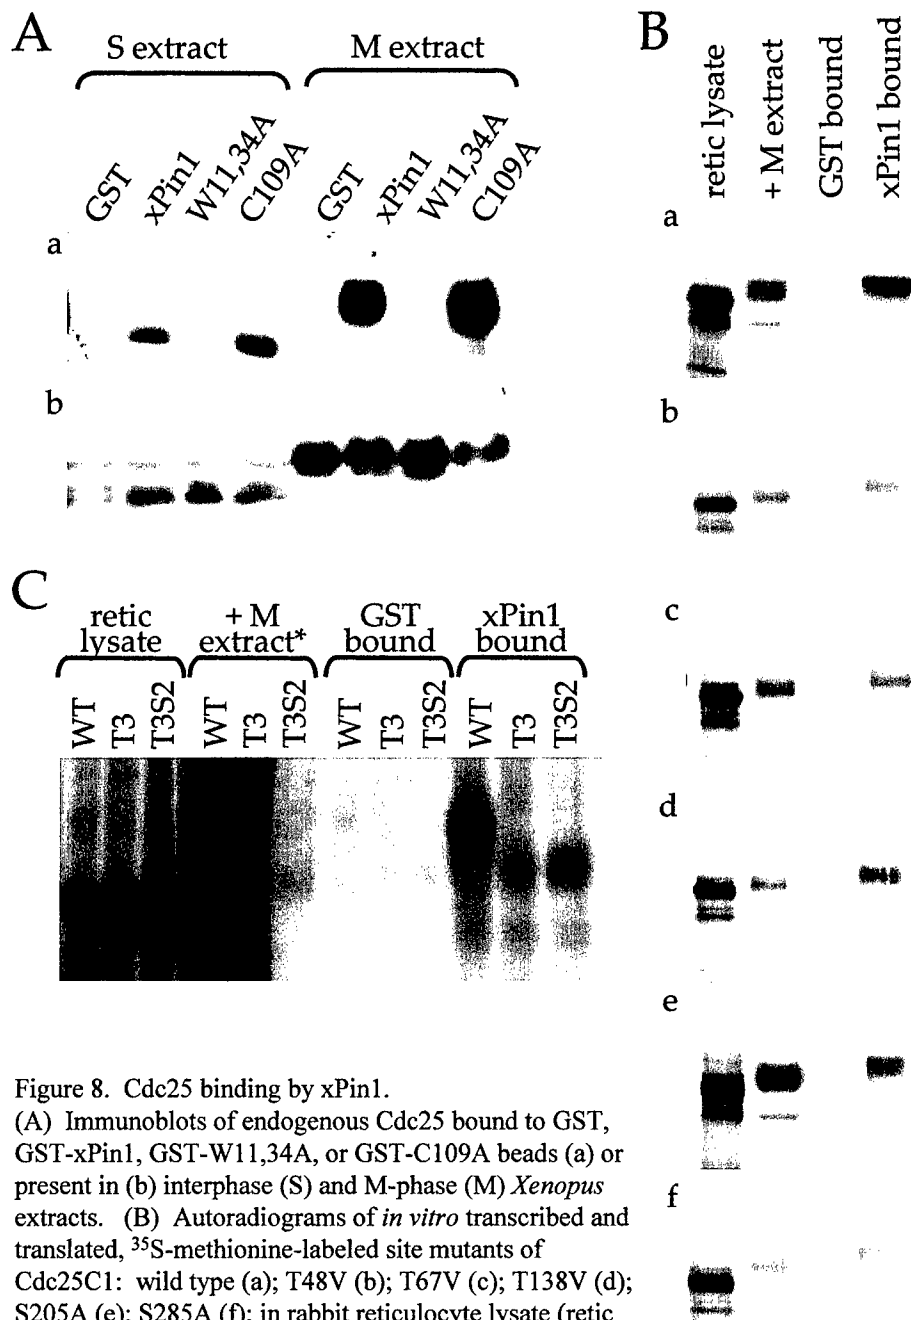 A
S extract
M extract
GST
xPin1
W11,34A
C109A
GST
xPin1
W11,34A
C109A
a
b
B
retic lysate
+ M extract
GST bound
xPin1 bound
a
b
c
d
e
f
C
retic
lysate
+ M
extract*
GST
bound
xPin1
bound
WT
T3
T3S2
WT
T3
T3S2
WT
T3
T3S2
WT
T3
T3S2
Figure 8. Cdc25 binding by xPin1.
(A) Immunoblots of endogenous Cdc25 bound to GST,
GST-xPin1, GST-W11,34A, or GST-C109A beads (a) or
present in (b) interphase (S) and M-phase (M) Xenopus
extracts. (B) Autoradiograms of in vitro transcribed and
translated, ³⁵S-methionine-labeled site mutants of
Cdc25C1: wild type (a); T48V (b); T67V (c); T138V (d);
S205A (e); S285A (f); in rabbit reticulocyte lysate (retic